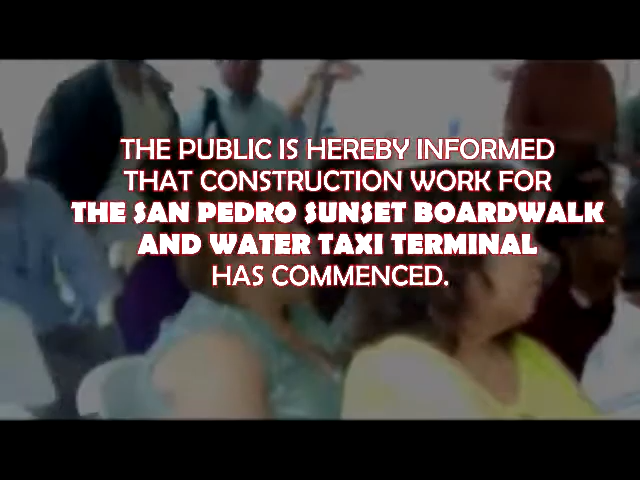 THE PUBLIC IS HEREBY INFORMED
THAT CONSTRUCTION WORK FOR
THE SAN PEDRO SUNSET BOARDWALK
AND WATER TAXI TERMINAL
HAS COMMENCED.